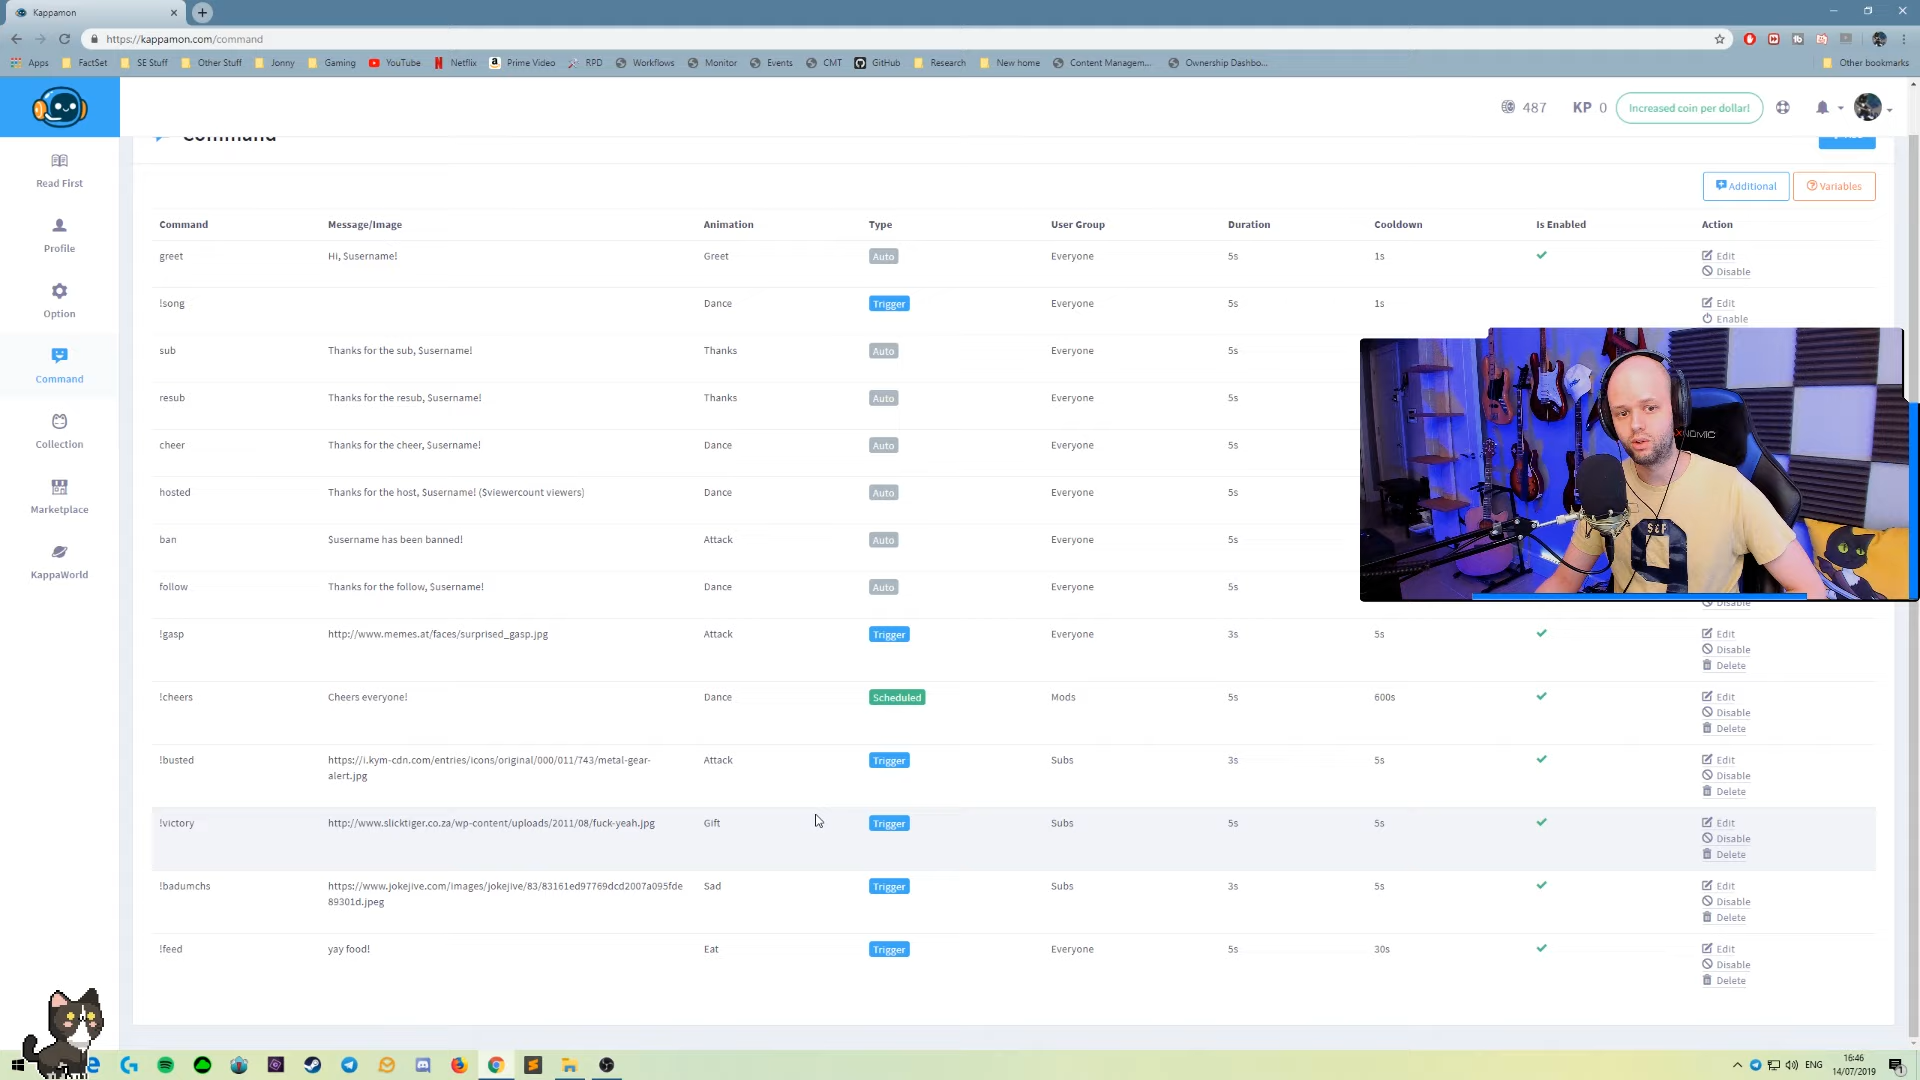 Kappamon
https://kappamon.com/command
Apps FactSet SE Stuff Other Stuff Jonny Gaming YouTube Netflix Prime Video RPD Workflows Monitor Events CMT GitHub Research New home Content Managem... Ownership Dashbo... Other bookmarks
487 KP 0 Increased coin per dollar!
Command
Read First
Profile
Option
Command
Collection
Marketplace
KappaWorld
Additional Variables
Command Message/Image Animation Type User Group Duration Cooldown Is Enabled Action
greet Hi, $username! Greet Auto Everyone 5s 1s Edit
Disable
!song Dance Trigger Everyone 5s 1s Edit
Enable
sub Thanks for the sub, $username! Thanks Auto Everyone 5s
resub Thanks for the resub, $username! Thanks Auto Everyone 5s
cheer Thanks for the cheer, $username! Dance Auto Everyone 5s
hosted Thanks for the host, $username! ($viewercount viewers) Dance Auto Everyone 5s
ban $username has been banned! Attack Auto Everyone 5s
follow Thanks for the follow, $username! Dance Auto Everyone 5s
Disable
!gasp http://www.memes.at/faces/surprised_gasp.jpg Attack Trigger Everyone 3s 5s Edit
Disable
Delete
!cheers Cheers everyone! Dance Scheduled Mods 5s 600s Edit
Disable
Delete
!busted https://i.kym-cdn.com/entries/icons/original/000/011/743/metal-gear-
alert.jpg Attack Trigger Subs 3s 5s Edit
Disable
Delete
!victory http://www.slicktiger.co.za/wp-content/uploads/2011/08/fuck-yeah.jpg Gift Trigger Subs 5s 5s Edit
Disable
Delete
!badumchs https://www.jokejive.com/images/jokejive/83/83161ed97769dcd2007a095fde
89301d.jpeg Sad Trigger Subs 3s 5s Edit
Disable
Delete
!feed yay food! Eat Trigger Everyone 5s 30s Edit
Disable
Delete
ENG 16:46
14/07/2019